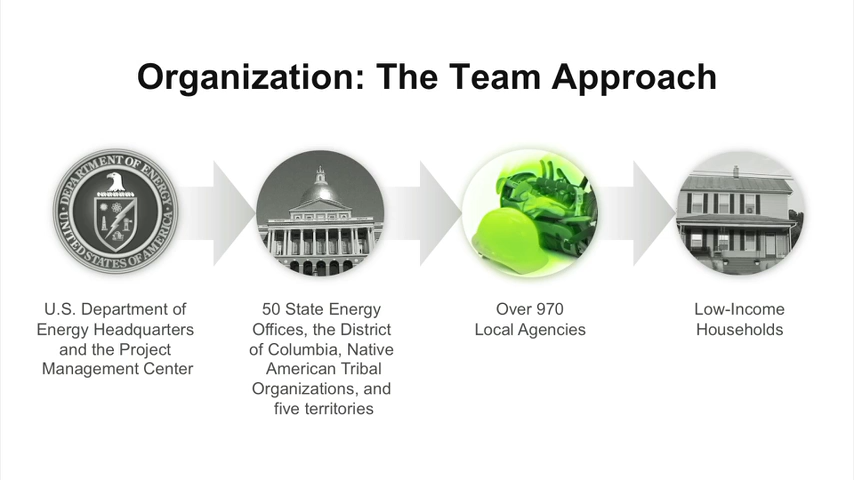 Organization: The Team Approach
DEPARTMENT OF ENERGY
UNITED STATES OF AMERICA
U.S. Department of
Energy Headquarters
and the Project
Management Center
50 State Energy
Offices, the District
of Columbia, Native
American Tribal
Organizations, and
five territories
Over 970
Local Agencies
Low-Income
Households